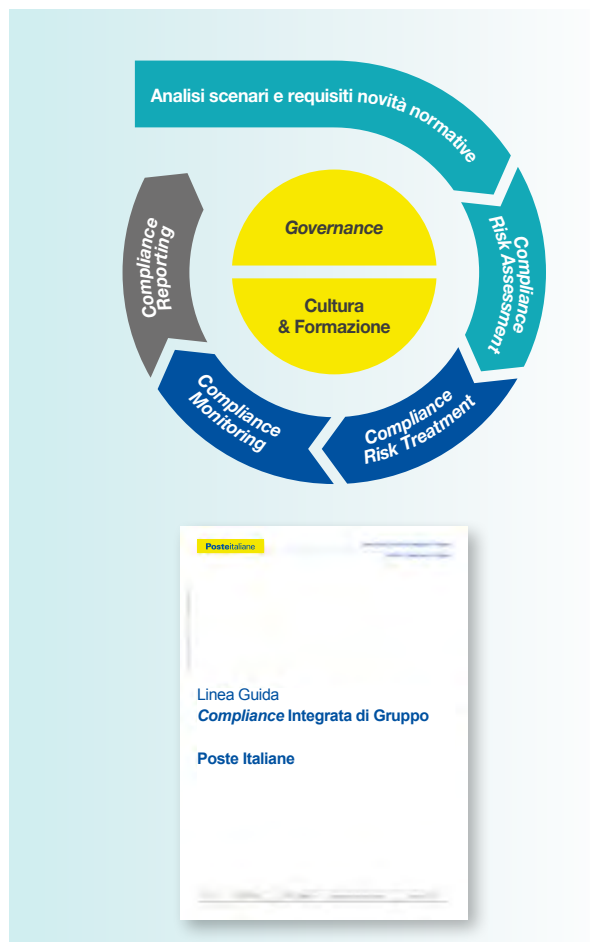 Analisi scenari e requisiti novità normative
Compliance
Risk Assessment
Compliance
Risk Treatment
Compliance
Monitoring
Compliance
Reporting
Governance
Cultura
& Formazione
Posteitaliane
Linea Guida
Compliance Integrata di Gruppo
Poste Italiane